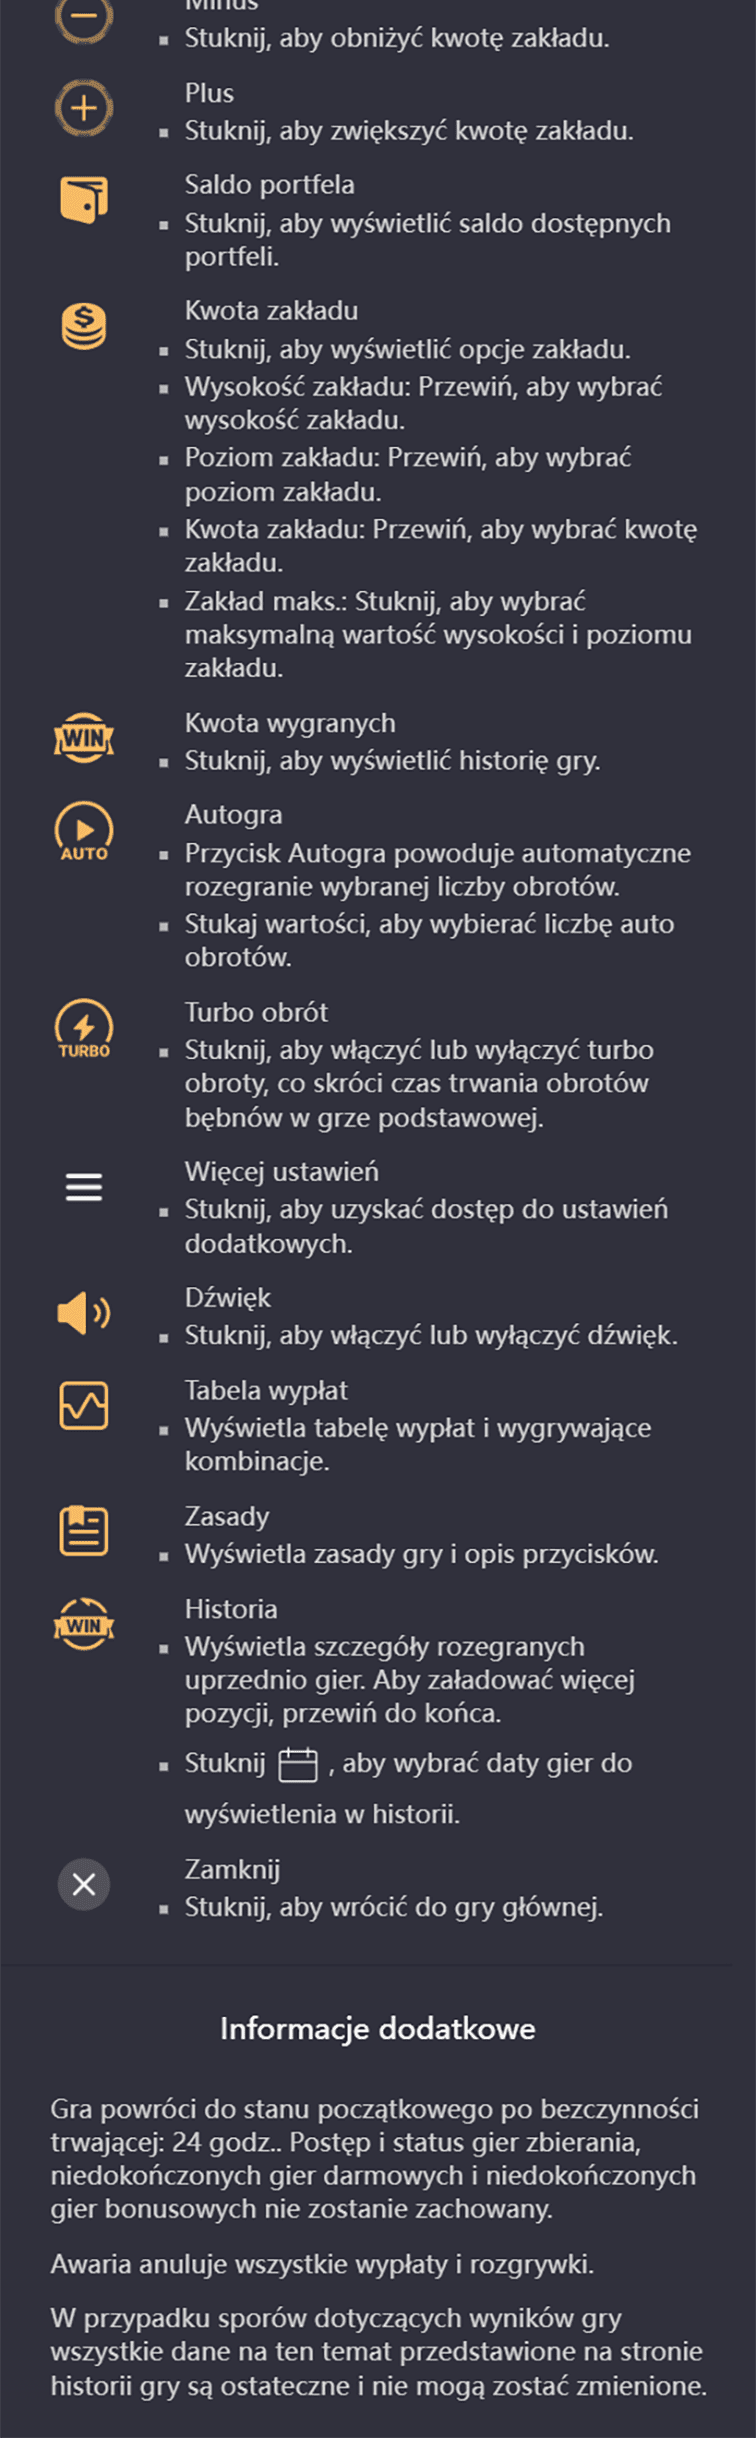 Minus
Stuknij, aby obniżyć kwotę zakładu.
Plus
Stuknij, aby zwiększyć kwotę zakładu.
Saldo portfela
Stuknij, aby wyświetlić saldo dostępnych
portfeli.
$
Kwota zakładu
Stuknij, aby wyświetlić opcje zakładu.
Wysokość zakładu: Przewiń, aby wybrać
wysokość zakładu.
Poziom zakładu: Przewiń, aby wybrać
poziom zakładu.
Kwota zakładu: Przewiń, aby wybrać kwotę
zakładu.
Zakład maks.: Stuknij, aby wybrać
maksymalną wartość wysokości i poziomu
zakładu.
WIN
Kwota wygranych
Stuknij, aby wyświetlić historię gry.
AUTO
Autogra
Przycisk Autogra powoduje automatyczne
rozegranie wybranej liczby obrotów.
Stukaj wartości, aby wybierać liczbę auto
obrotów.
TURBO
Turbo obrót
Stuknij, aby włączyć lub wyłączyć turbo
obroty, co skróci czas trwania obrotów
bębnów w grze podstawowej.
Więcej ustawień
Stuknij, aby uzyskać dostęp do ustawień
dodatkowych.
Dźwięk
Stuknij, aby włączyć lub wyłączyć dźwięk.
Tabela wypłat
Wyświetla tabelę wypłat i wygrywające
kombinacje.
Zasady
Wyświetla zasady gry i opis przycisków.
WIN
Historia
Wyświetla szczegóły rozegranych
uprzednio gier. Aby załadować więcej
pozycji, przewiń do końca.
Stuknij , aby wybrać daty gier do
wyświetlenia w historii.
Zamknij
Stuknij, aby wrócić do gry głównej.
Informacje dodatkowe
Gra powróci do stanu początkowego po bezczynności
trwającej: 24 godz.. Postęp i status gier zbierania,
niedokończonych gier darmowych i niedokończonych
gier bonusowych nie zostanie zachowany.
Awaria anuluje wszystkie wypłaty i rozgrywki.
W przypadku sporów dotyczących wyników gry
wszystkie dane na ten temat przedstawione na stronie
historii gry są ostateczne i nie mogą zostać zmienione.